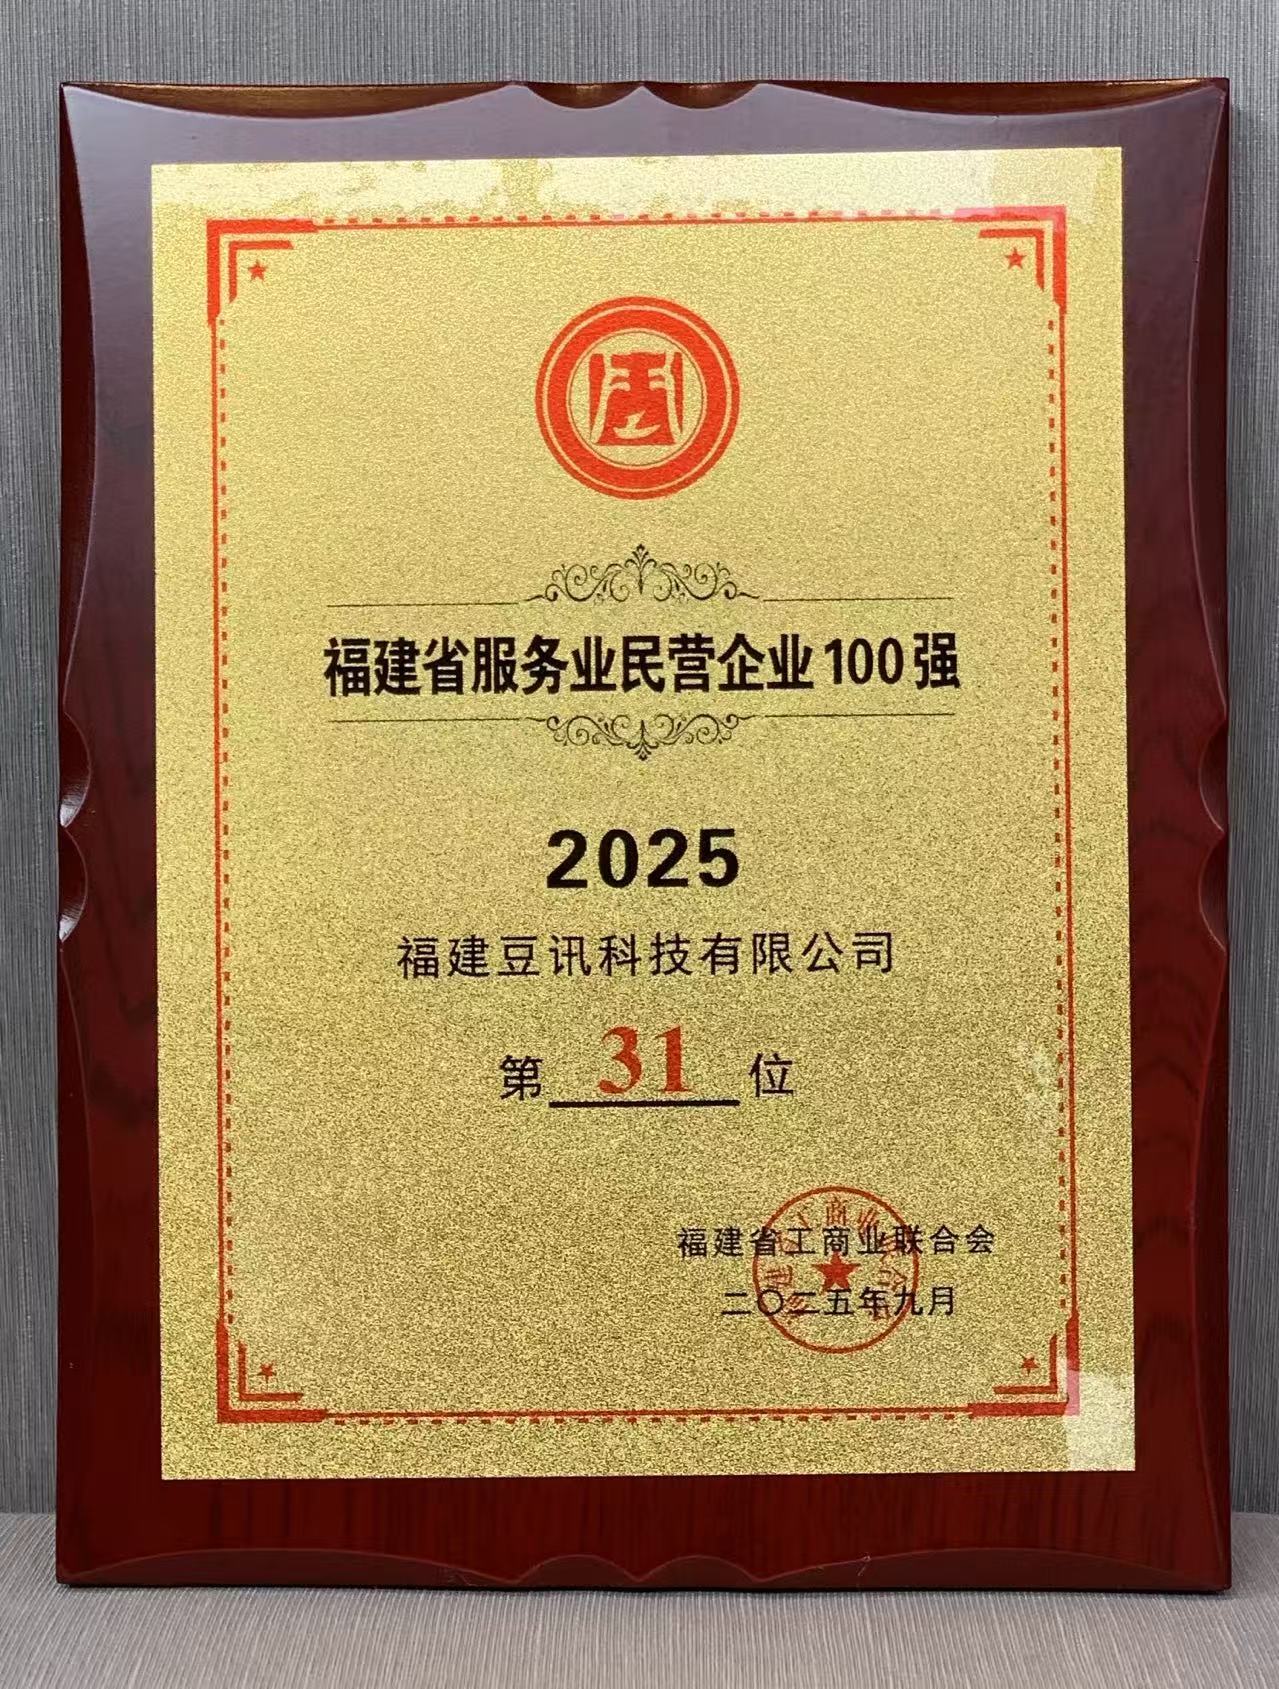 福建省服务业民营企业100强
2025
福建豆讯科技有限公司
第 31 位
福建省工商业联合会
二〇二五年九月